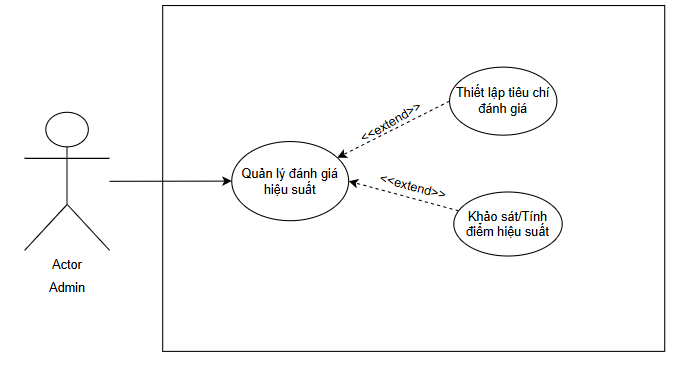 Thiết lập tiêu chí
đánh giá
<<extend>>
Quản lý đánh giá
hiệu suất
<<extend>>
Khảo sát/Tính
điểm hiệu suất
Actor
Admin